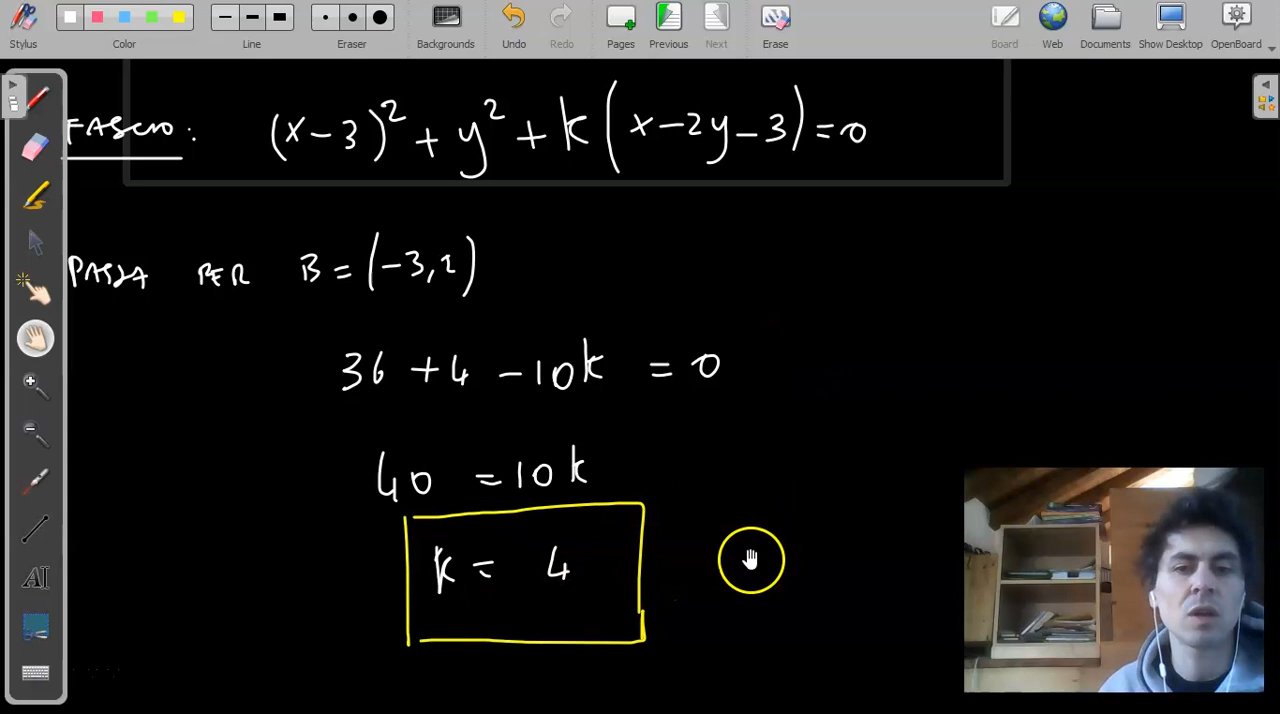 Stylus Color Line Eraser Backgrounds Undo Redo Pages Previous Next Erase Board Web Documents Show Desktop OpenBoard
FASCIO: (x-3)² + y² + k(x-2y-3) = 0
PASSA PER B = (-3, 2)
36 + 4 - 10k = 0
40 = 10k
k = 4
AI